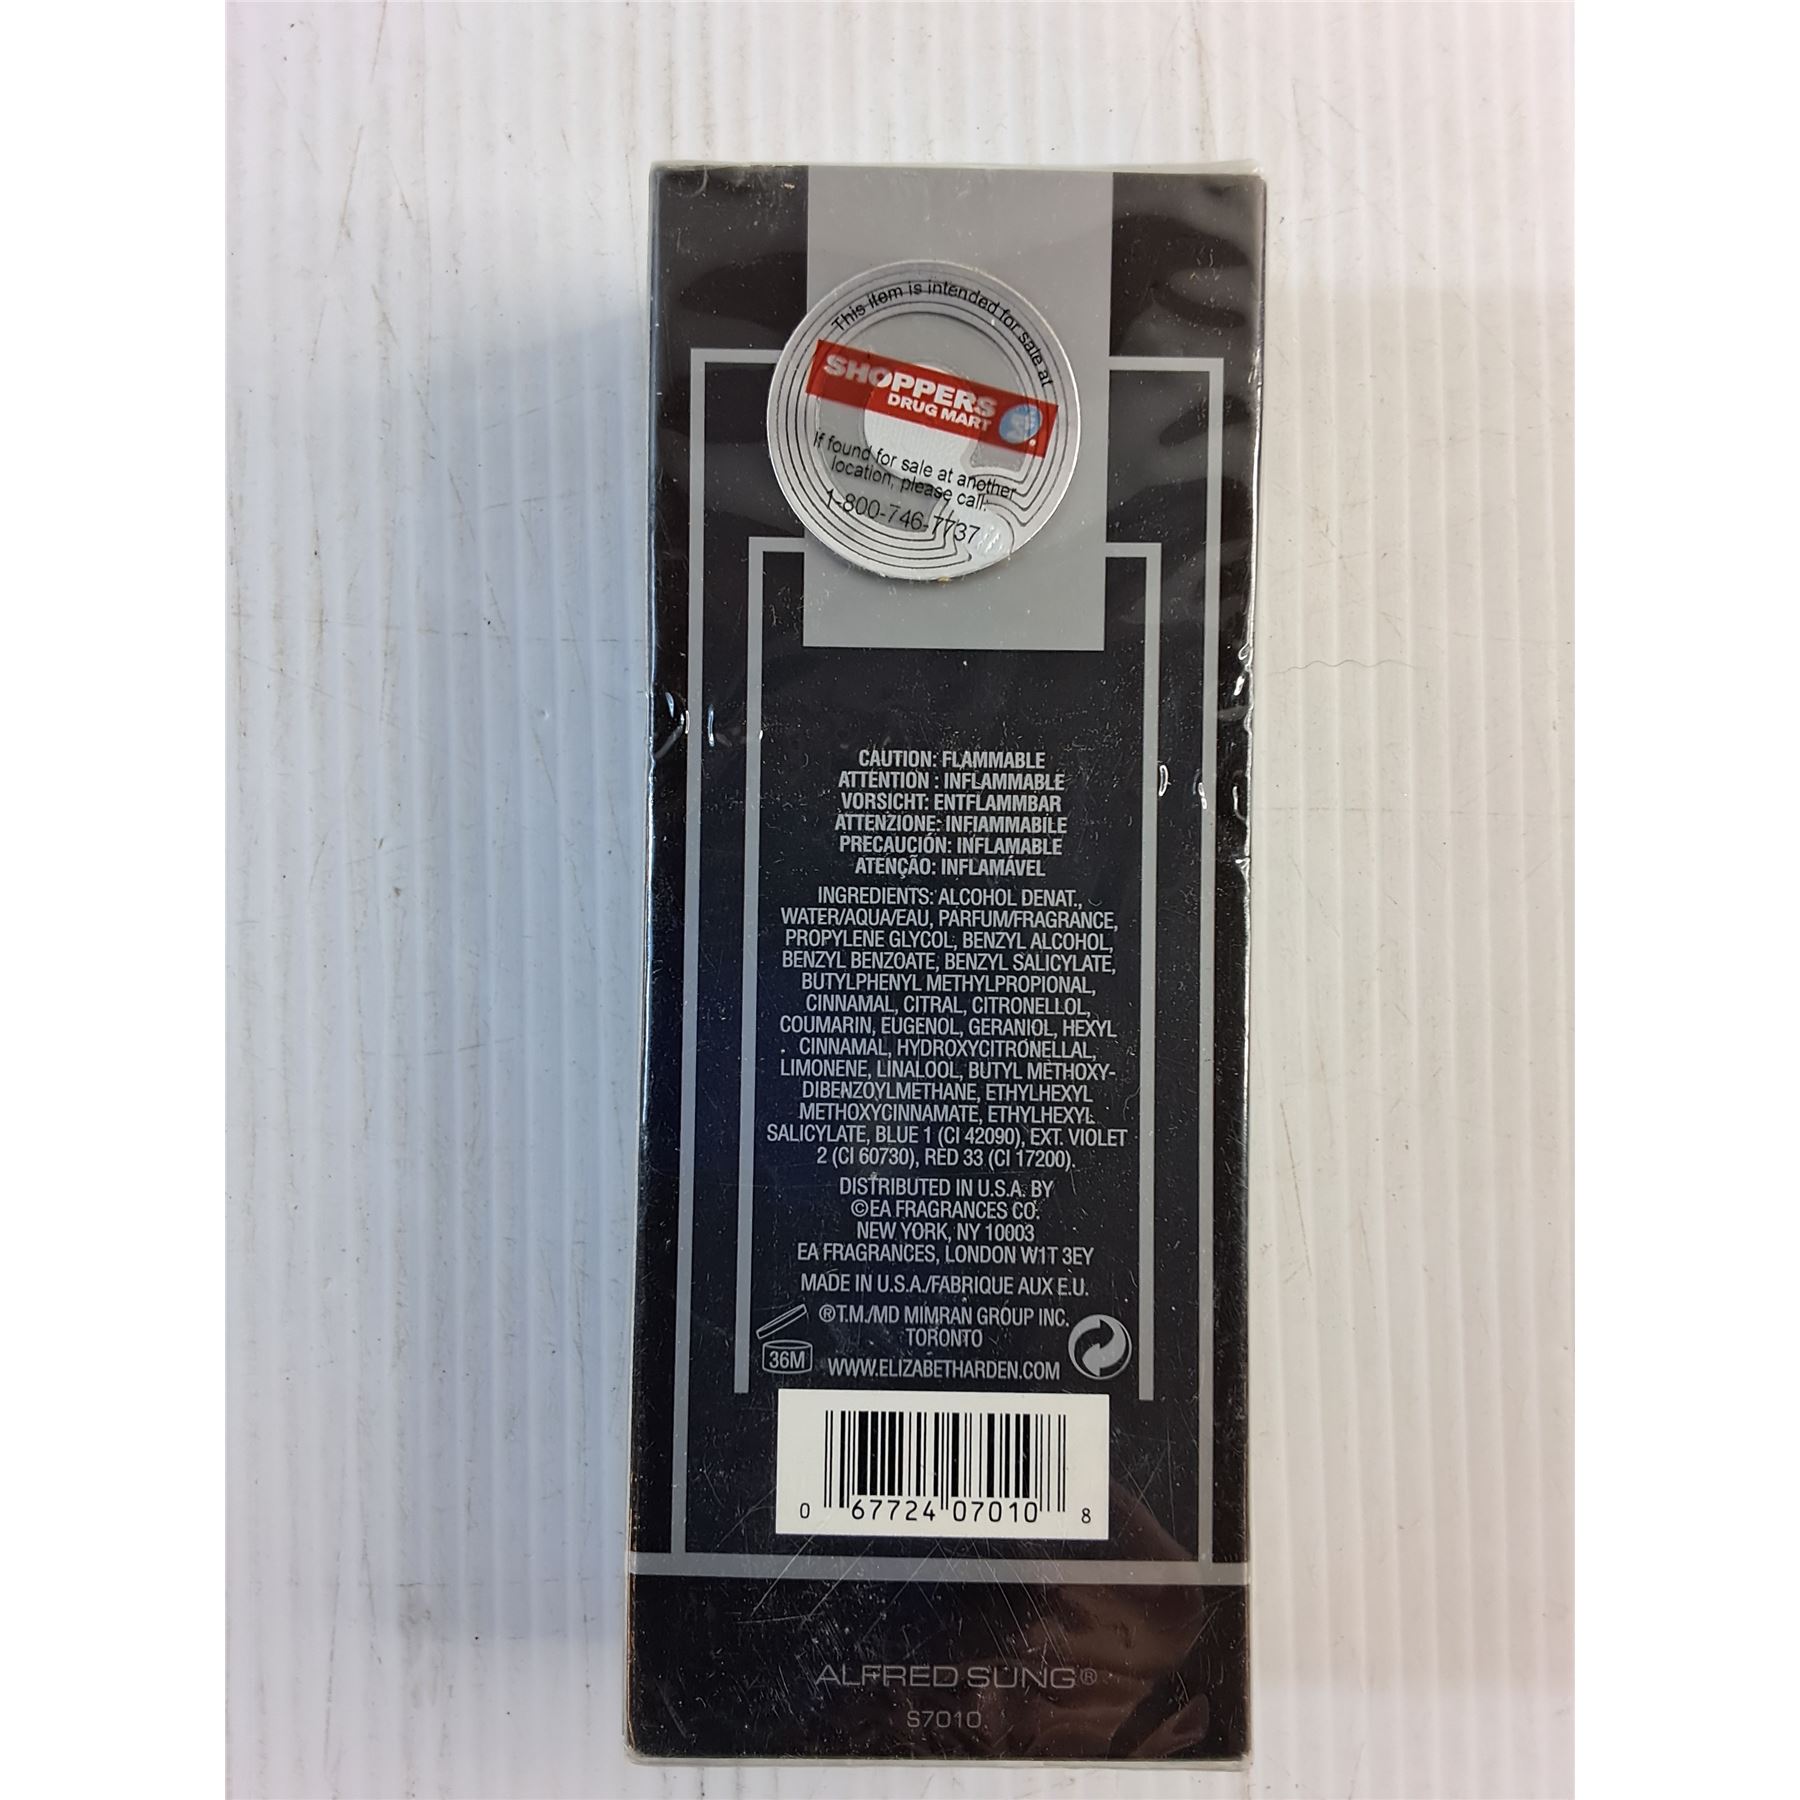 This item is intended for sale at
SHOPPERS
DRUG MART
If found for sale at another
location, please call:
1-800-746-7737
CAUTION: FLAMMABLE
ATTENTION : INFLAMMABLE
VORSICHT: ENTFLAMMBAR
ATTENZIONE: INFIAMMABILE
PRECAUCIÓN: INFLAMABLE
ATENÇÃO: INFLAMÁVEL
INGREDIENTS: ALCOHOL DENAT.,
WATER/AQUA/EAU, PARFUM/FRAGRANCE,
PROPYLENE GLYCOL, BENZYL ALCOHOL,
BENZYL BENZOATE, BENZYL SALICYLATE,
BUTYLPHENYL METHYLPROPIONAL,
CINNAMAL, CITRAL, CITRONELLOL,
COUMARIN, EUGENOL, GERANIOL, HEXYL
CINNAMAL, HYDROXYCITRONELLAL,
LIMONENE, LINALOOL, BUTYL METHOXY-
DIBENZOYLMETHANE, ETHYLHEXYL
METHOXYCINNAMATE, ETHYLHEXYL
SALICYLATE, BLUE 1 (CI 42090), EXT. VIOLET
2 (CI 60730), RED 33 (CI 17200).
DISTRIBUTED IN U.S.A. BY
©EA FRAGRANCES CO.
NEW YORK, NY 10003
EA FRAGRANCES, LONDON W1T 3EY
MADE IN U.S.A./FABRIQUE AUX E.U.
®T.M./MD MIMRAN GROUP INC.
TORONTO
36M
WWW.ELIZABETHARDEN.COM
0 67724 07010 8
ALFRED SUNG®
S7010